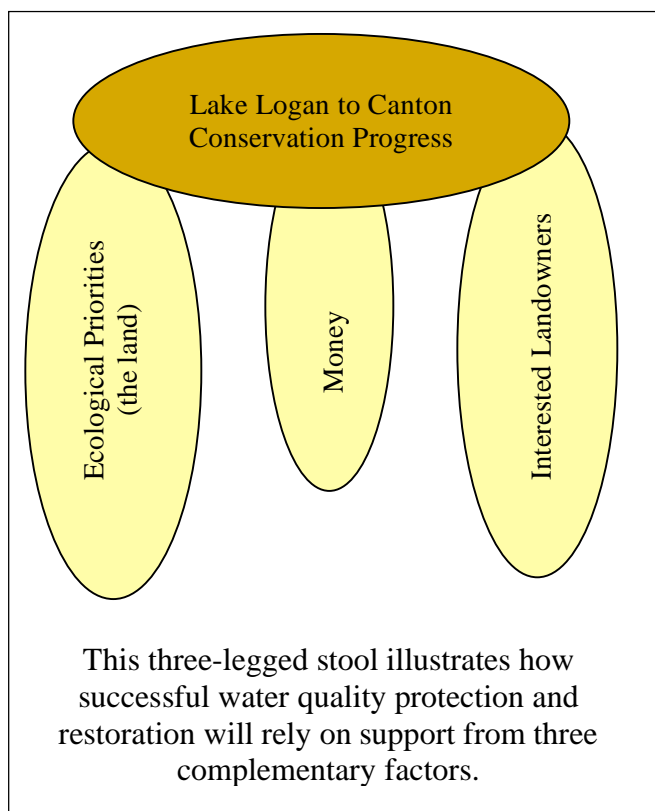 Lake Logan to Canton
Conservation Progress
Ecological Priorities
(the land)
Money
Interested Landowners
This three-legged stool illustrates how
successful water quality protection and
restoration will rely on support from three
complementary factors.